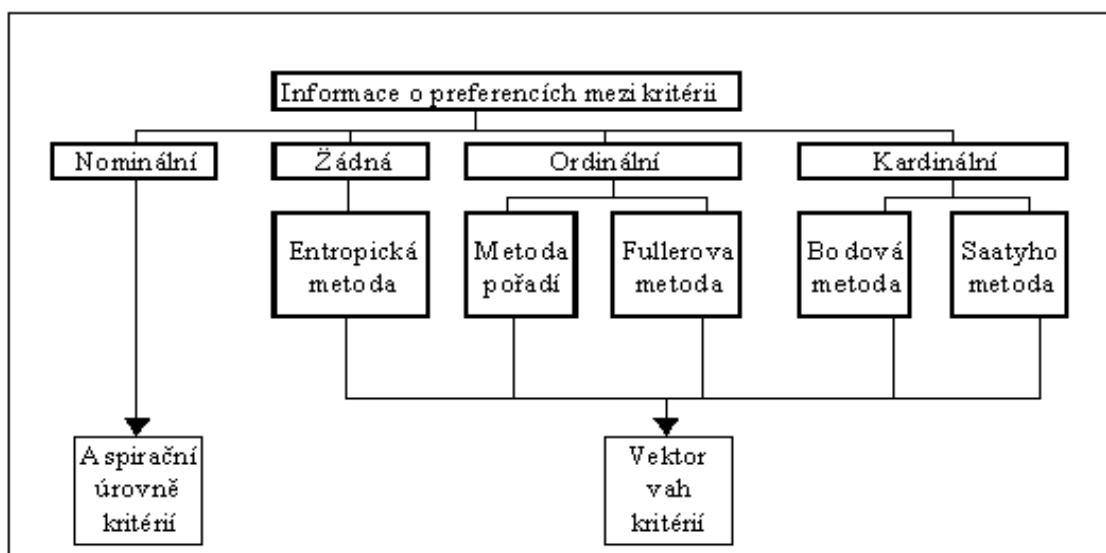 Informace o preferencích mezi kritérii
Nominální
Žádná
Ordinální
Kardinální
Entropická
metoda
Metoda
pořadí
Fullerova
metoda
Bodová
metoda
Saatyho
metoda
Aspirační
úrovně
kritérií
Vektor
vah
kritérií